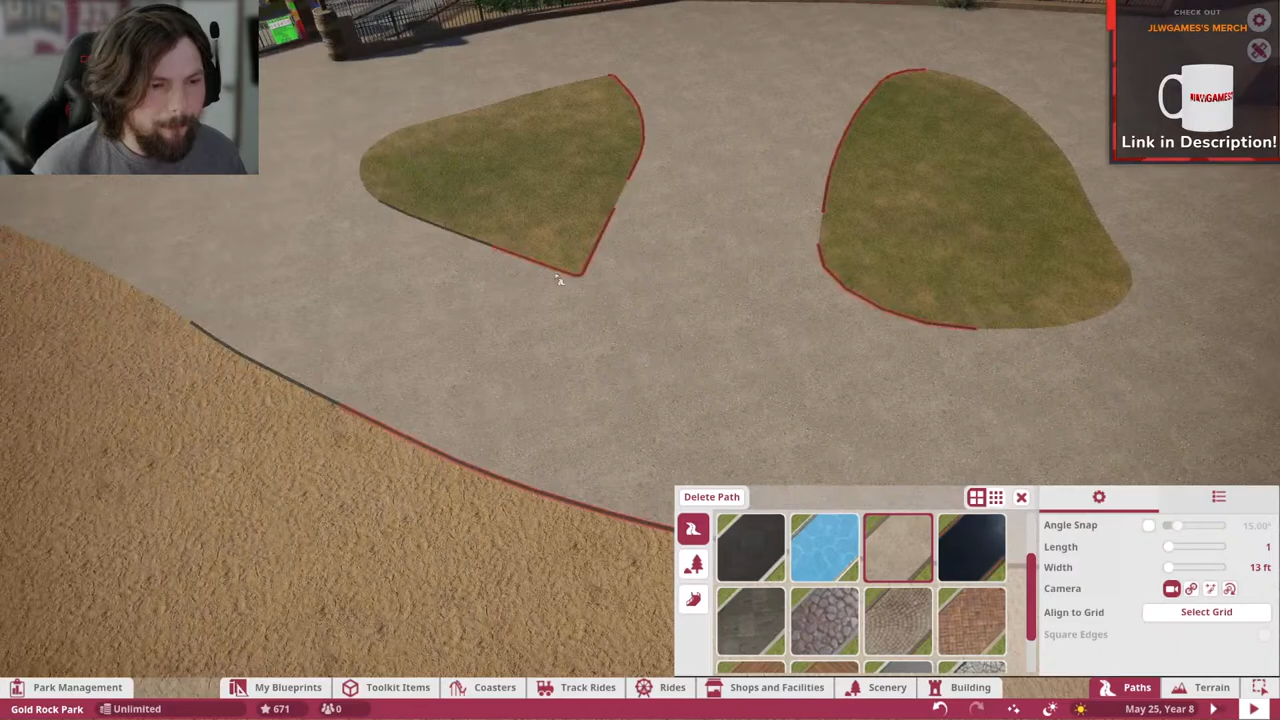 CHECK OUT
JLWGAMES'S MERCH
JLWGAMES
Link in Description!
Delete Path
Angle Snap 15.00°
Length 1
Width 13 ft
Camera
Align to Grid Select Grid
Square Edges
Park Management My Blueprints Toolkit Items Coasters Track Rides Rides Shops and Facilities Scenery Building Paths Terrain
Gold Rock Park Unlimited 671 0 May 25, Year 8